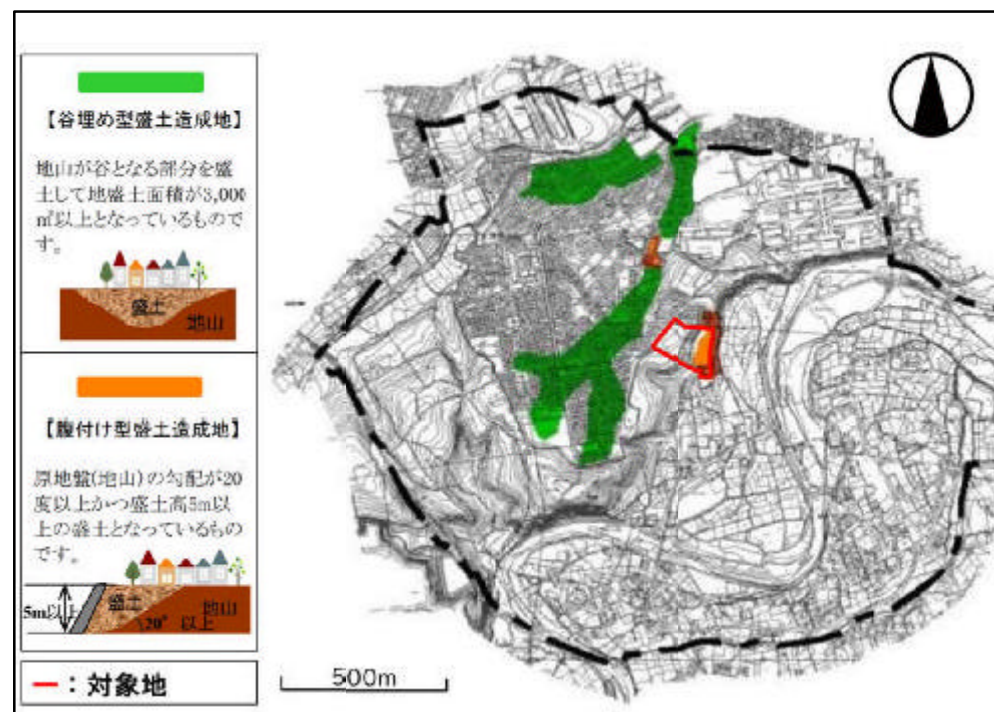 【谷埋め型盛土造成地】
地山が谷となる部分を盛
土して地盛土面積が3,000
㎡以上となっているもので
す。
盛土
地山
【腹付け型盛土造成地】
原地盤(地山)の勾配が20
度以上かつ盛土高5m以
上の盛土となっているもの
です。
5m以上
盛土
地山
20°以上
ー：対象地
500m